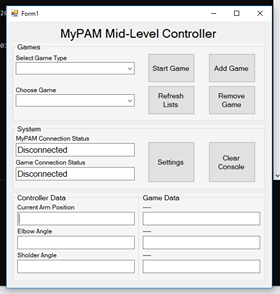 Form1
MyPAM Mid-Level Controller
Games
Select Game Type
Start Game
Add Game
Choose Game
Refresh Lists
Remove Game
System
MyPAM Connection Status
Disconnected
Game Connection Status
Disconnected
Settings
Clear Console
Controller Data
Current Arm Position
Elbow Angle
Sholder Angle
Game Data
----
----
----